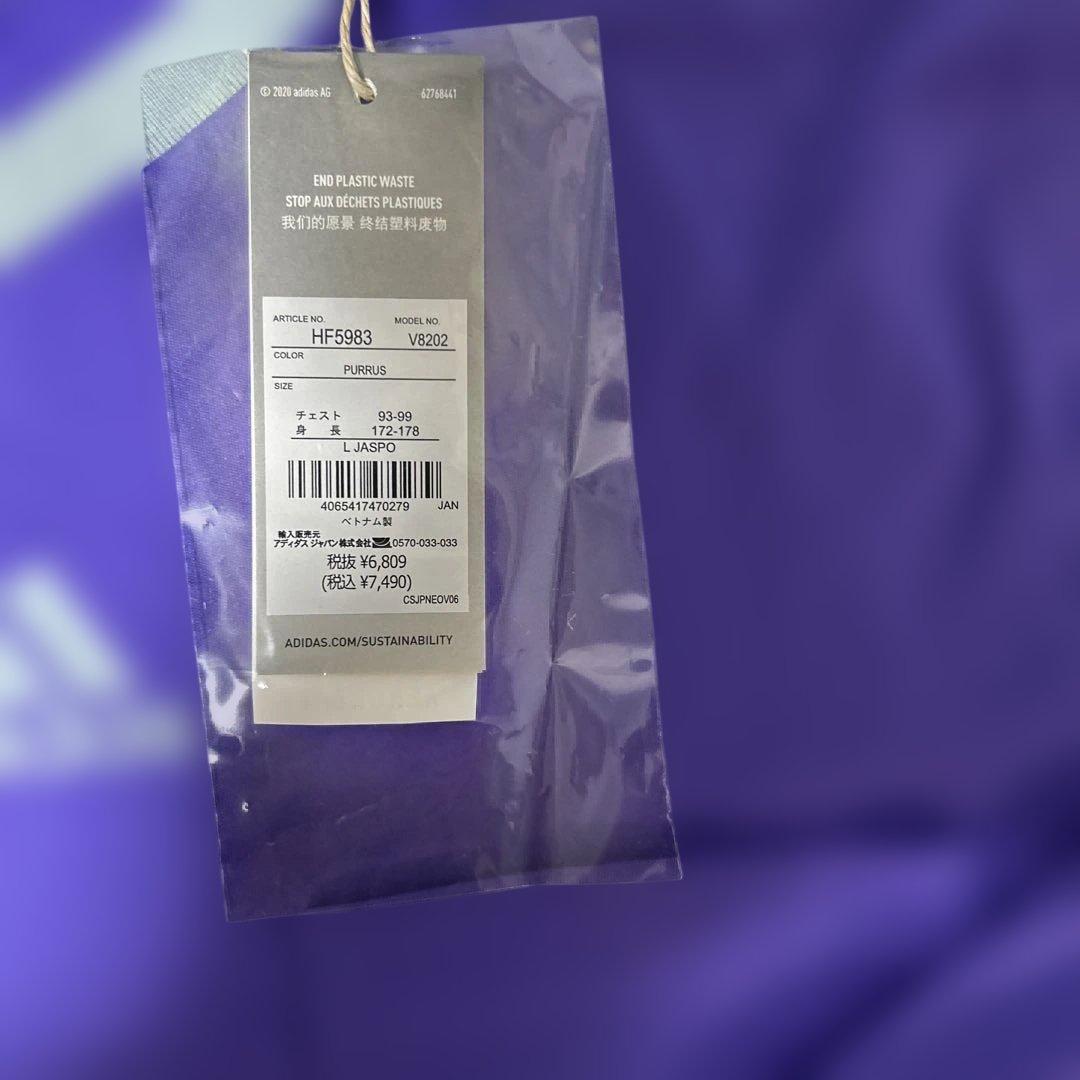 © 2020 adidas AG 62768441
END PLASTIC WASTE
STOP AUX DÉCHETS PLASTIQUES
我们的愿景 终结塑料废物
ARTICLE NO. MODEL NO.
HF5983 V8202
COLOR
PURRUS
SIZE
チェスト 93-99
身 長 172-178
L JASPO
4065417470279 JAN
ベトナム製
輸入販売元
アディダス ジャパン株式会社 0570-033-033
税抜 ¥6,809
(税込 ¥7,490)
CSJPNEOV06
ADIDAS.COM/SUSTAINABILITY